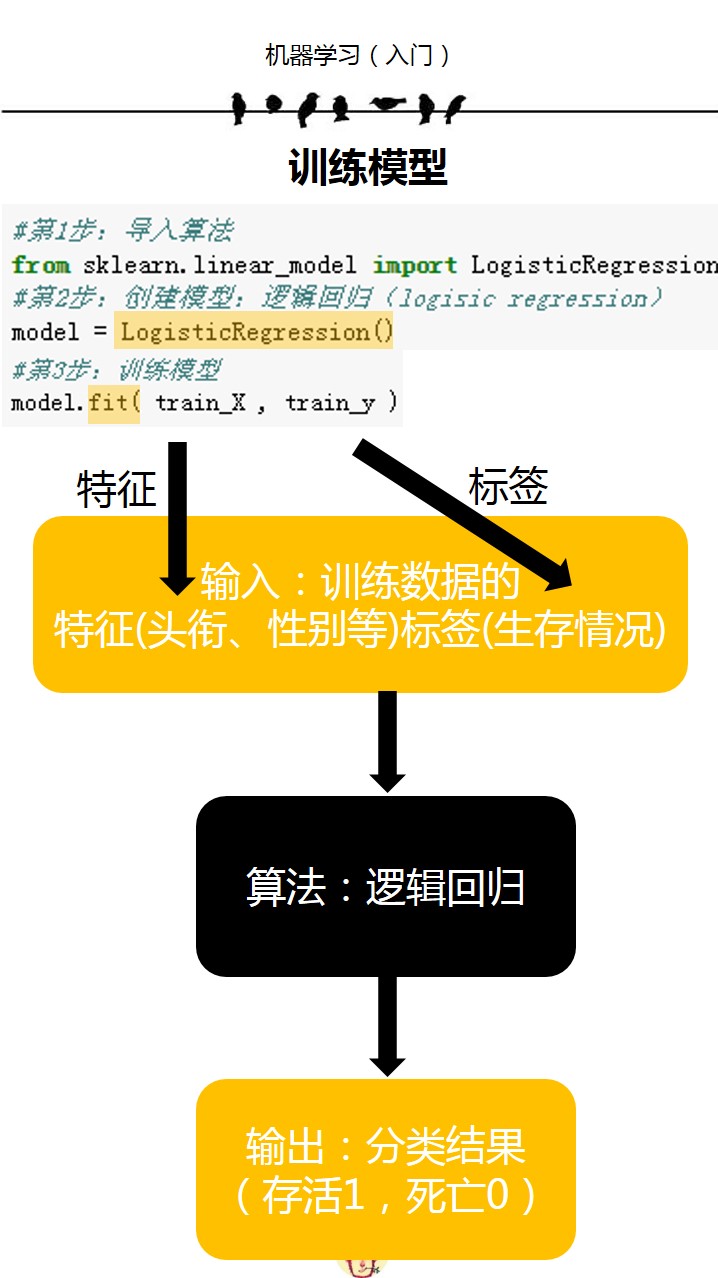 机器学习（入门）
训练模型
#第1步：导入算法
from sklearn.linear_model import LogisticRegression
#第2步：创建模型：逻辑回归（logisic regression）
model = LogisticRegression()
#第3步：训练模型
model.fit( train_X , train_y )
特征
标签
输入：训练数据的
特征(头衔、性别等)标签(生存情况)
算法：逻辑回归
输出：分类结果
（存活1，死亡0）